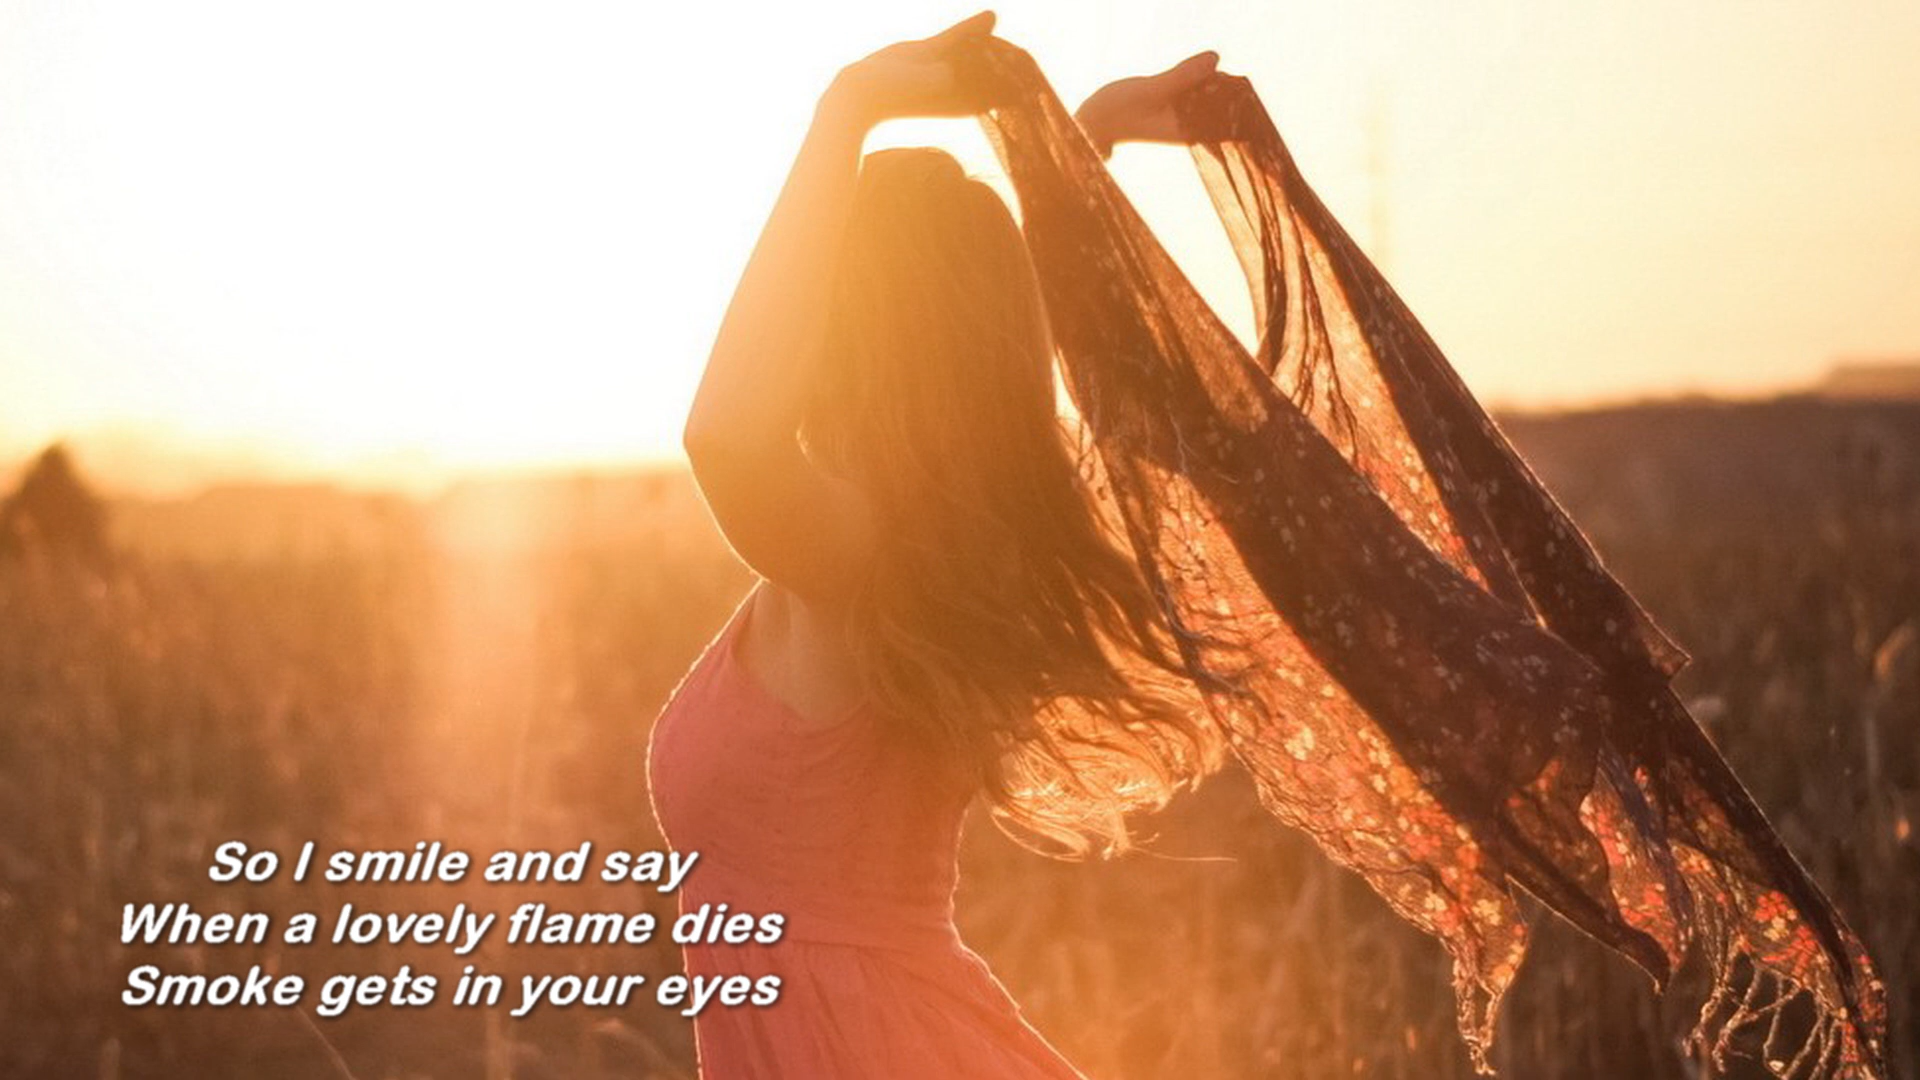 So I smile and say
When a lovely flame dies
Smoke gets in your eyes